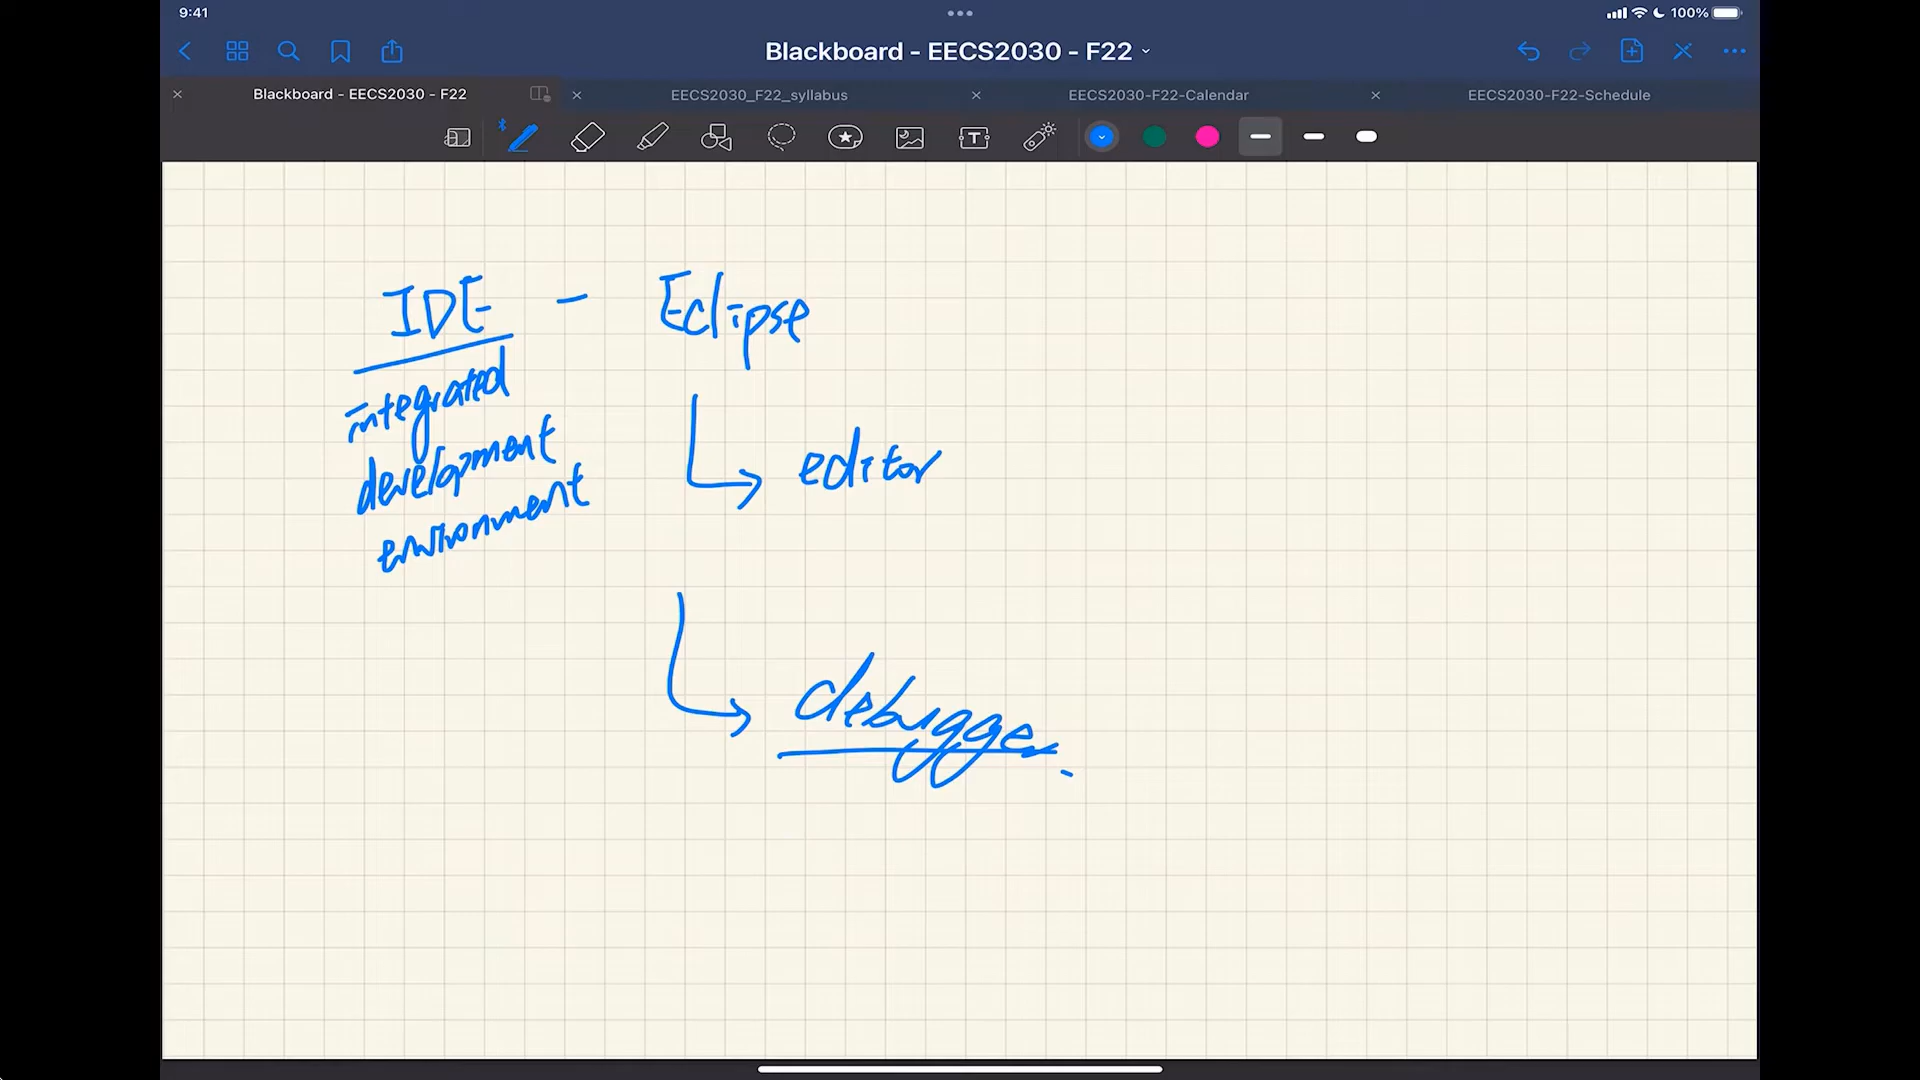 9:41
100%
Blackboard - EECS2030 - F22
Blackboard - EECS2030 - F22
EECS2030_F22_syllabus
EECS2030-F22-Calendar
EECS2030-F22-Schedule
IDE - Eclipse
integrated
development
environment
editor
debugger.